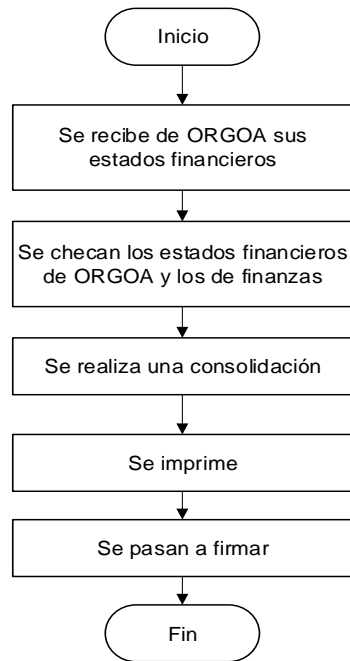 Inicio
Se recibe de ORGOA sus
estados financieros
Se checan los estados financieros
de ORGOA y los de finanzas
Se realiza una consolidación
Se imprime
Se pasan a firmar
Fin